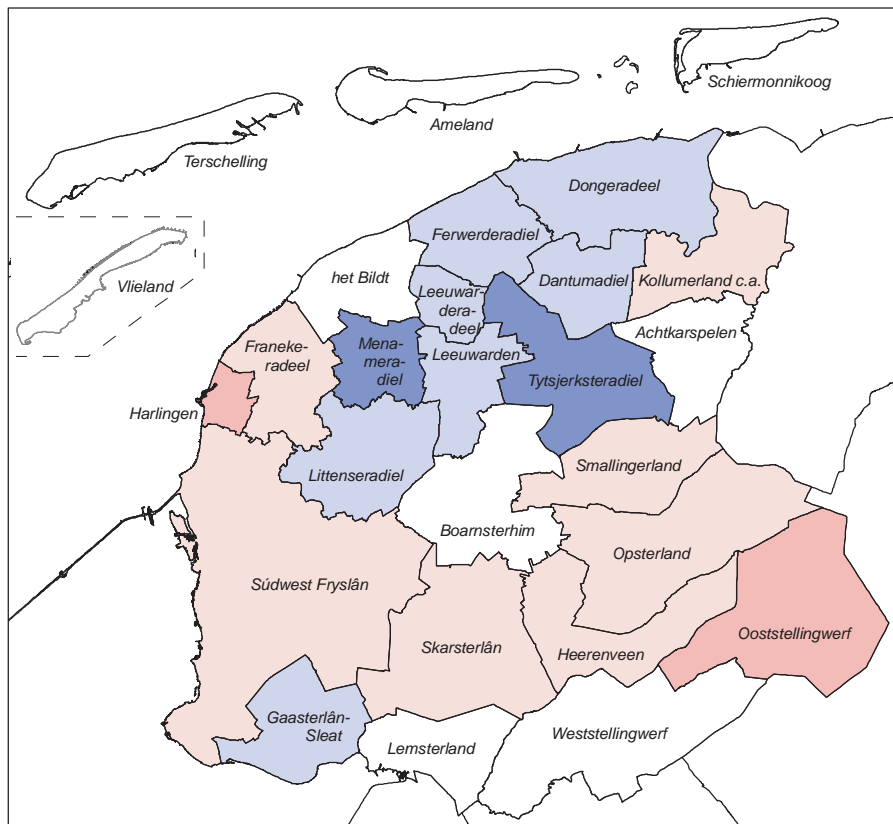 Schiermonnikoog
Ameland
Terschelling
Dongeradeel
Ferwerderadiel
het Bildt
Dantumadiel
Kollumerland c.a.
Vlieland
Leeuwar-
dera-
deel
Achtkarspelen
Franeke-
radeel
Mena-
mera-
diel
Leeuwarden
Tytsjerksteradiel
Harlingen
Littenseradiel
Smallingerland
Boarnsterhim
Opsterland
Súdwest Fryslân
Skarsterlân
Heerenveen
Ooststellingwerf
Gaasterlân-
Sleat
Lemsterland
Weststellingwerf